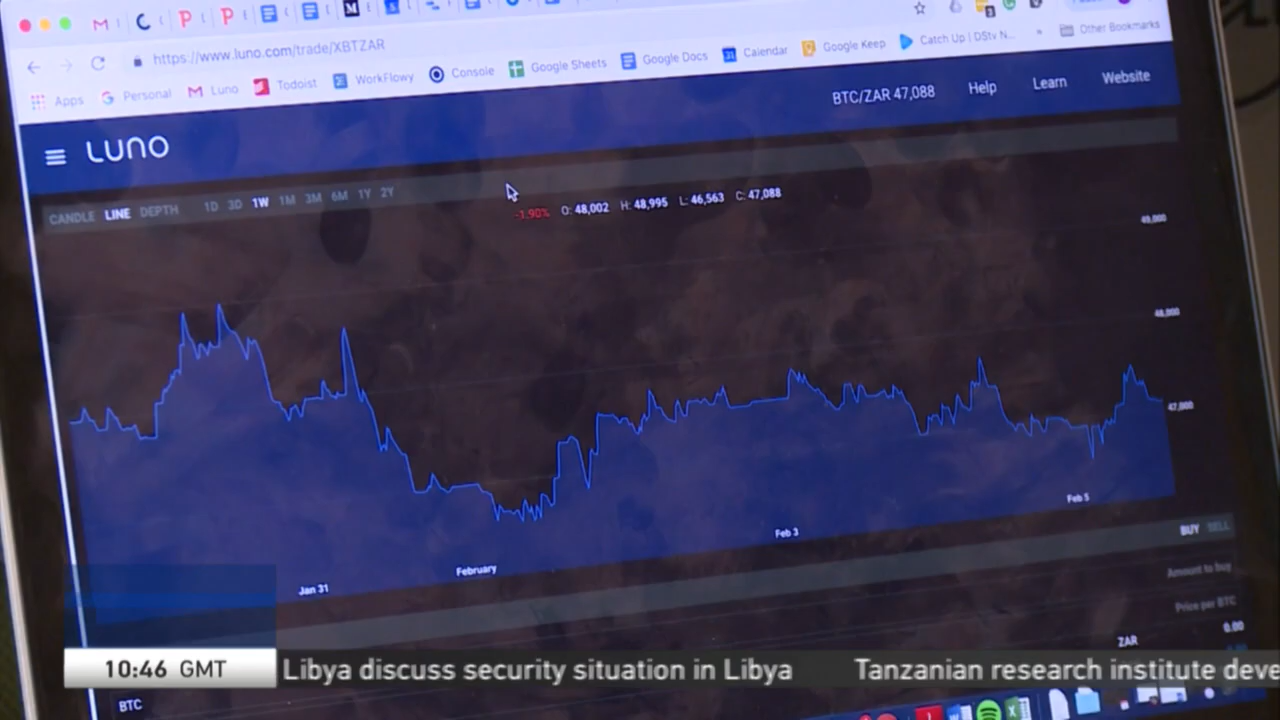 https://www.luno.com/trade/XBTZAR
Apps Personal Luno Todoist WorkFlowy Console Google Sheets Google Docs Calendar Google Keep Catch Up | DStv N... » Other Bookmarks
LUNO BTC/ZAR 47,088 Help Learn Website
CANDLE LINE DEPTH 1D 3D 1W 1M 3M 6M 1Y 2Y
-1.90% O: 48,002 H: 48,995 L: 46,563 C: 47,088
49,000
48,000
47,000
Jan 31 February Feb 3 Feb 5
BUY SELL
Amount to buy
Price per BTC
ZAR 0.00
10:46 GMT Libya discuss security situation in Libya Tanzanian research institute deve
BTC